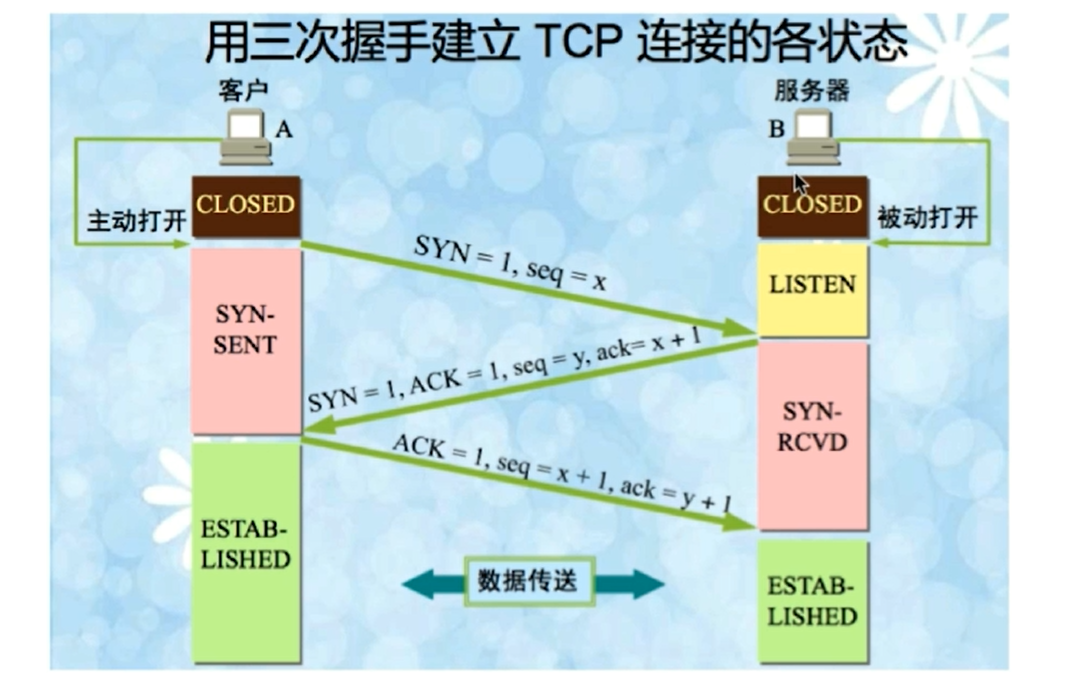 用三次握手建立 TCP 连接的各状态
客户
服务器
A
B
CLOSED
CLOSED
主动打开
被动打开
SYN = 1, seq = x
LISTEN
SYN-
SENT
SYN = 1, ACK = 1, seq = y, ack= x + 1
SYN-
RCVD
ACK = 1, seq = x + 1, ack = y + 1
ESTAB-
LISHED
数据传送
ESTAB-
LISHED